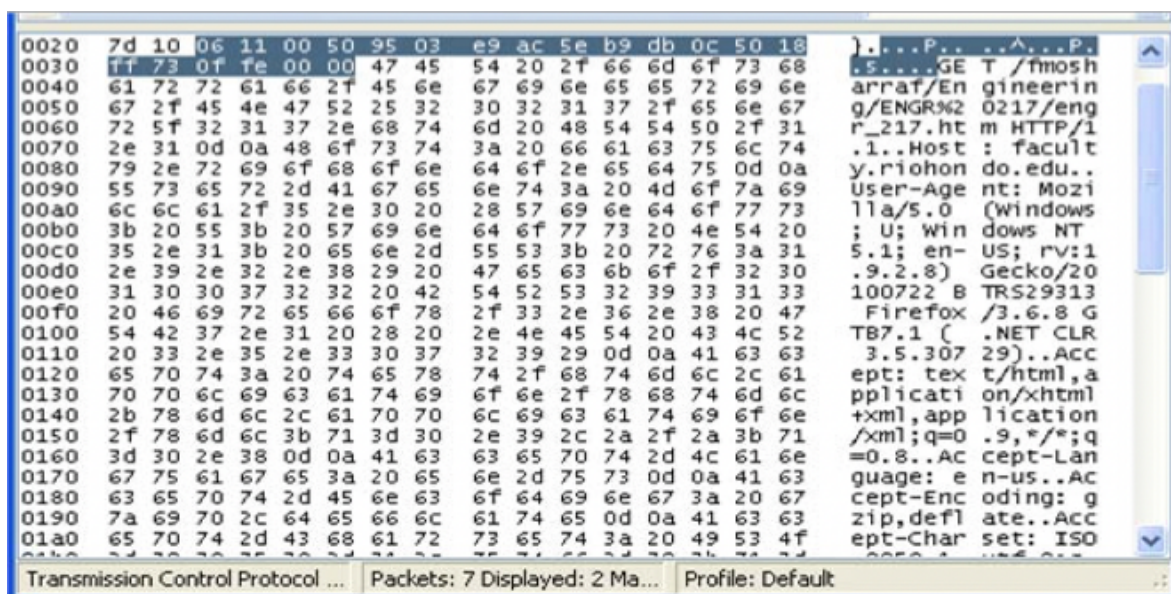 0020 7d 10 06 11 00 50 95 03 e9 ac 5e b9 db 0c 50 18 }....P.. ..^...P.
0030 ff 73 0f fe 00 00 47 45 54 20 2f 66 6d 6f 73 68 .s....GE T /fmosh
0040 61 72 72 61 66 2f 45 6e 67 69 6e 65 65 72 69 6e arraf/En gineerin
0050 67 2f 45 4e 47 52 25 32 30 32 31 37 2f 65 6e 67 g/ENGR%2 0217/eng
0060 72 5f 32 31 37 2e 68 74 6d 20 48 54 54 50 2f 31 r_217.ht m HTTP/1
0070 2e 31 0d 0a 48 6f 73 74 3a 20 66 61 63 75 6c 74 .1..Host : facult
0080 79 2e 72 69 6f 68 6f 6e 64 6f 2e 65 64 75 0d 0a y.riohon do.edu..
0090 55 73 65 72 2d 41 67 65 6e 74 3a 20 4d 6f 7a 69 User-Age nt: Mozi
00a0 6c 6c 61 2f 35 2e 30 20 28 57 69 6e 64 6f 77 73 lla/5.0 (Windows
00b0 3b 20 55 3b 20 57 69 6e 64 6f 77 73 20 4e 54 20 ; U; Win dows NT
00c0 35 2e 31 3b 20 65 6e 2d 55 53 3b 20 72 76 3a 31 5.1; en- US; rv:1
00d0 2e 39 2e 32 2e 38 29 20 47 65 63 6b 6f 2f 32 30 .9.2.8) Gecko/20
00e0 31 30 30 37 32 32 20 42 54 52 53 32 39 33 31 33 100722 B TRS29313
00f0 20 46 69 72 65 66 6f 78 2f 33 2e 36 2e 38 20 47 Firefox /3.6.8 G
0100 54 42 37 2e 31 20 28 20 2e 4e 45 54 20 43 4c 52 TB7.1 ( .NET CLR
0110 20 33 2e 35 2e 33 30 37 32 39 29 0d 0a 41 63 63 3.5.307 29)..Acc
0120 65 70 74 3a 20 74 65 78 74 2f 68 74 6d 6c 2c 61 ept: tex t/html,a
0130 70 70 6c 69 63 61 74 69 6f 6e 2f 78 68 74 6d 6c pplicati on/xhtml
0140 2b 78 6d 6c 2c 61 70 70 6c 69 63 61 74 69 6f 6e +xml,app lication
0150 2f 78 6d 6c 3b 71 3d 30 2e 39 2c 2a 2f 2a 3b 71 /xml;q=0 .9,*/*;q
0160 3d 30 2e 38 0d 0a 41 63 63 65 70 74 2d 4c 61 6e =0.8..Ac cept-Lan
0170 67 75 61 67 65 3a 20 65 6e 2d 75 73 0d 0a 41 63 guage: e n-us..Ac
0180 63 65 70 74 2d 45 6e 63 6f 64 69 6e 67 3a 20 67 cept-Enc oding: g
0190 7a 69 70 2c 64 65 66 6c 61 74 65 0d 0a 41 63 63 zip,defl ate..Acc
01a0 65 70 74 2d 43 68 61 72 73 65 74 3a 20 49 53 4f ept-Char set: ISO
Transmission Control Protocol ... Packets: 7 Displayed: 2 Ma... Profile: Default